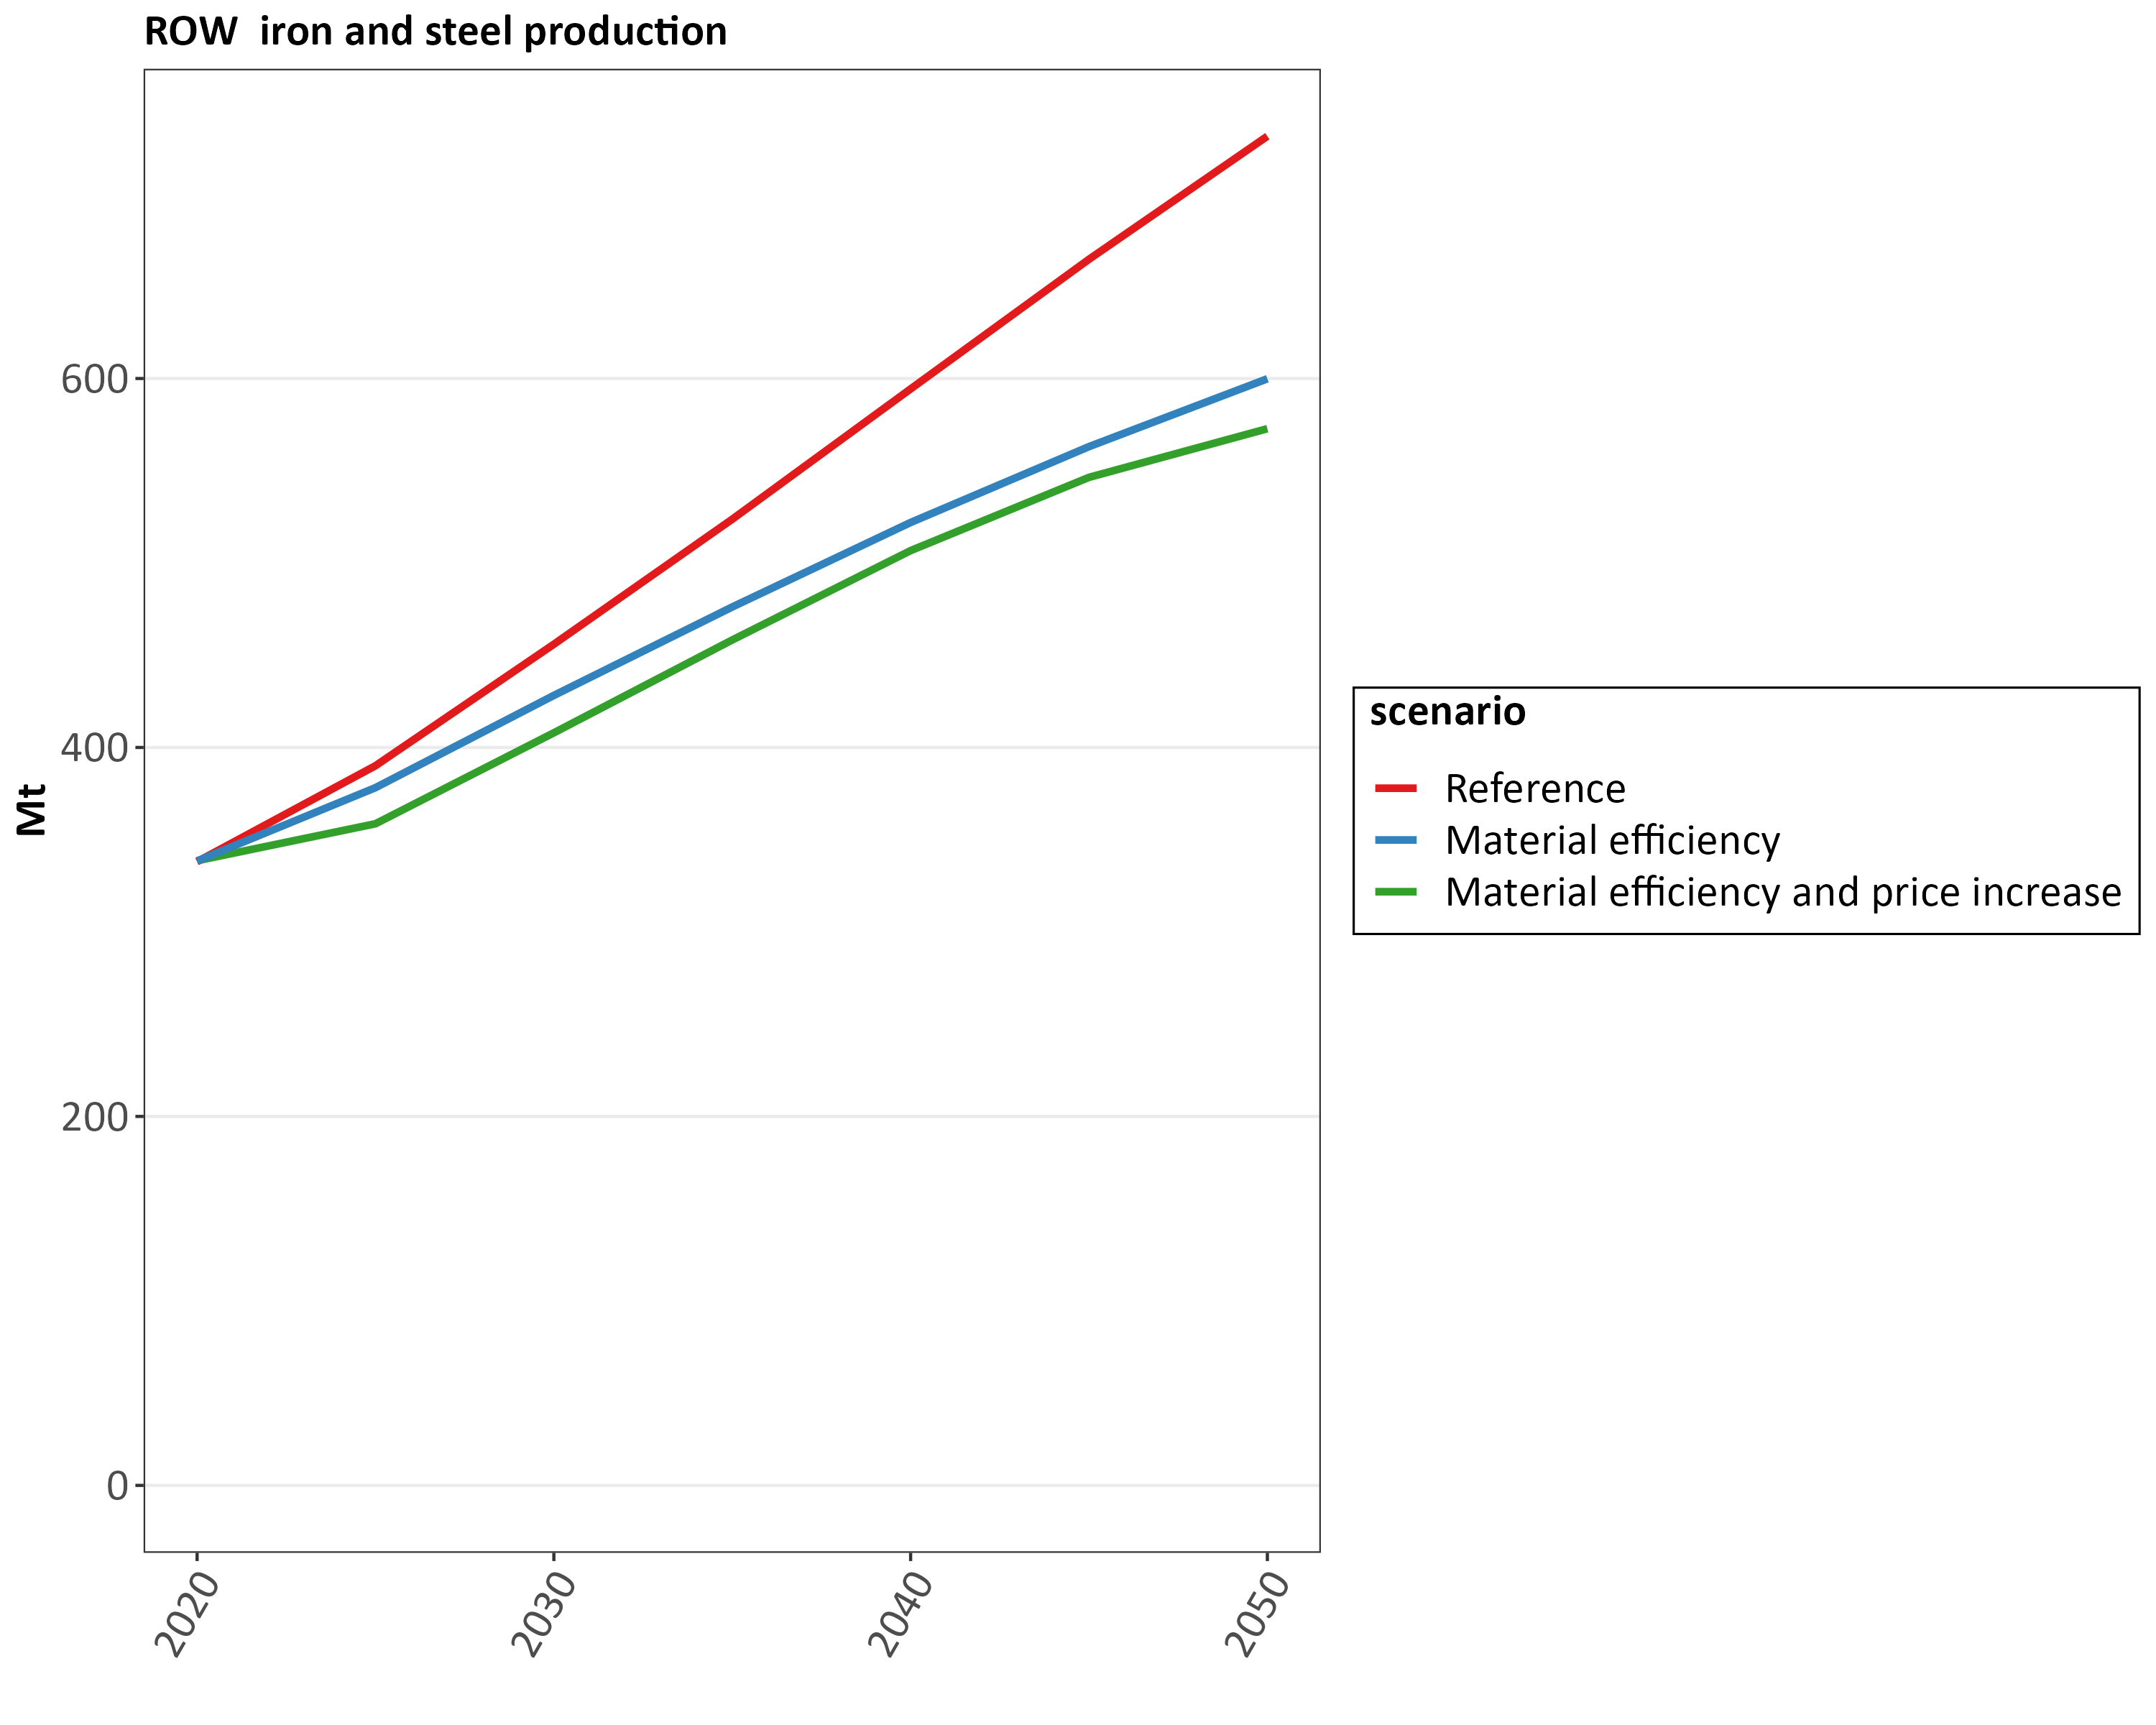 ROW  iron and steel production
Mt
600
400
200
0
2020
2030
2040
2050
scenario
Reference
Material efficiency
Material efficiency and price increase